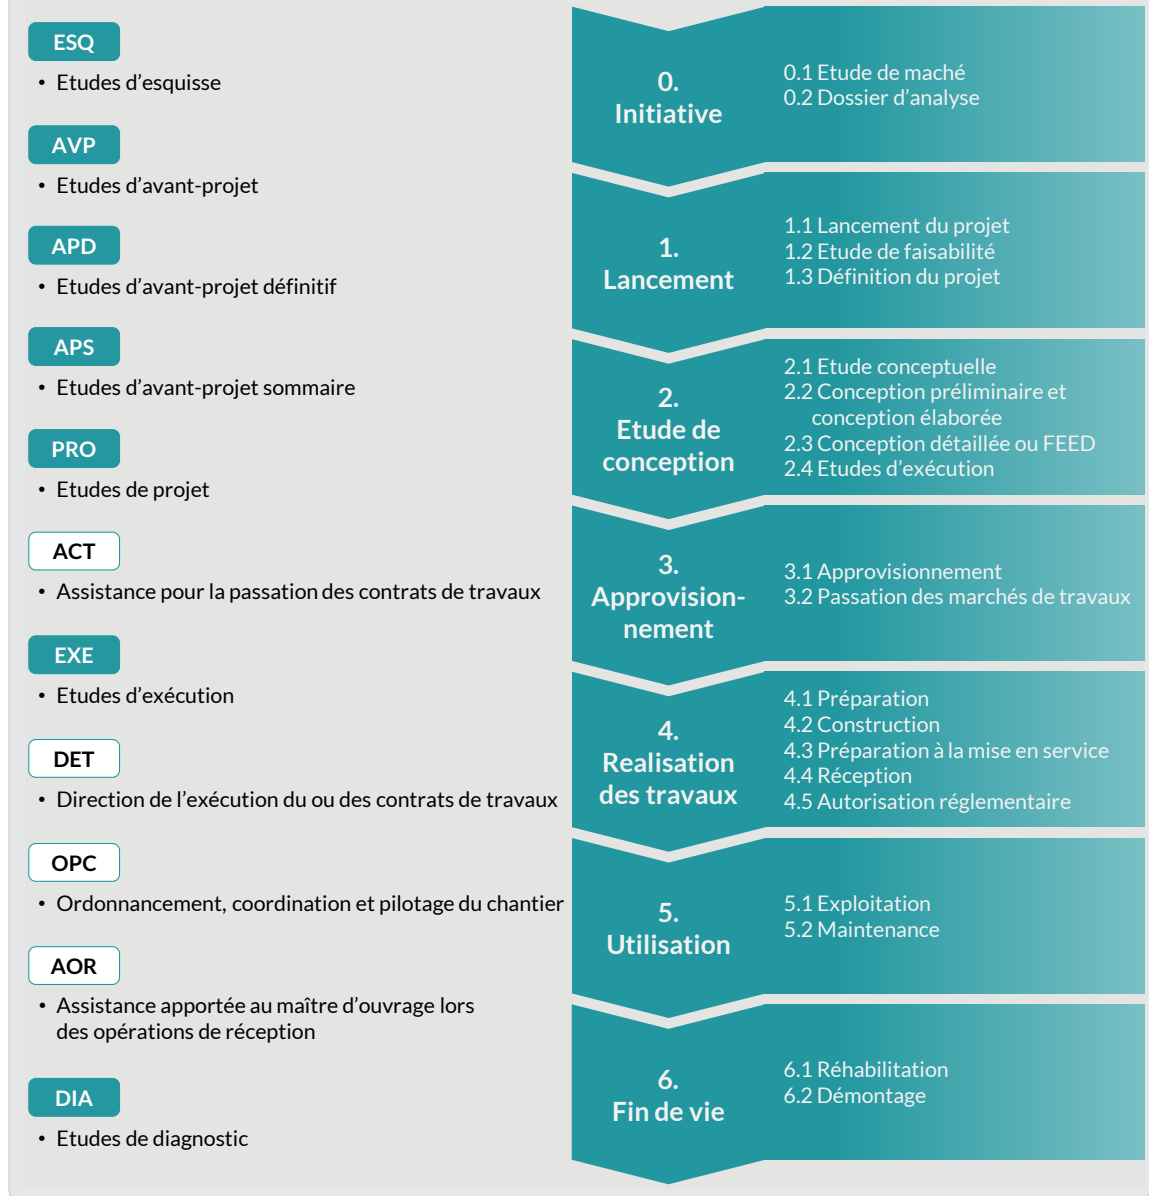 ESQ
• Etudes d'esquisse
AVP
• Etudes d'avant-projet
APD
• Etudes d'avant-projet définitif
APS
• Etudes d'avant-projet sommaire
PRO
• Etudes de projet
ACT
• Assistance pour la passation des contrats de travaux
EXE
• Etudes d'exécution
DET
• Direction de l'exécution du ou des contrats de travaux
OPC
• Ordonnancement, coordination et pilotage du chantier
AOR
• Assistance apportée au maître d'ouvrage lors
des opérations de réception
DIA
• Etudes de diagnostic
0.
Initiative
0.1 Etude de maché
0.2 Dossier d'analyse
1.
Lancement
1.1 Lancement du projet
1.2 Etude de faisabilité
1.3 Définition du projet
2.
Etude de
conception
2.1 Etude conceptuelle
2.2 Conception préliminaire et
conception élaborée
2.3 Conception détaillée ou FEED
2.4 Etudes d'exécution
3.
Approvision-
nement
3.1 Approvisionnement
3.2 Passation des marchés de travaux
4.
Realisation
des travaux
4.1 Préparation
4.2 Construction
4.3 Préparation à la mise en service
4.4 Réception
4.5 Autorisation réglementaire
5.
Utilisation
5.1 Exploitation
5.2 Maintenance
6.
Fin de vie
6.1 Réhabilitation
6.2 Démontage